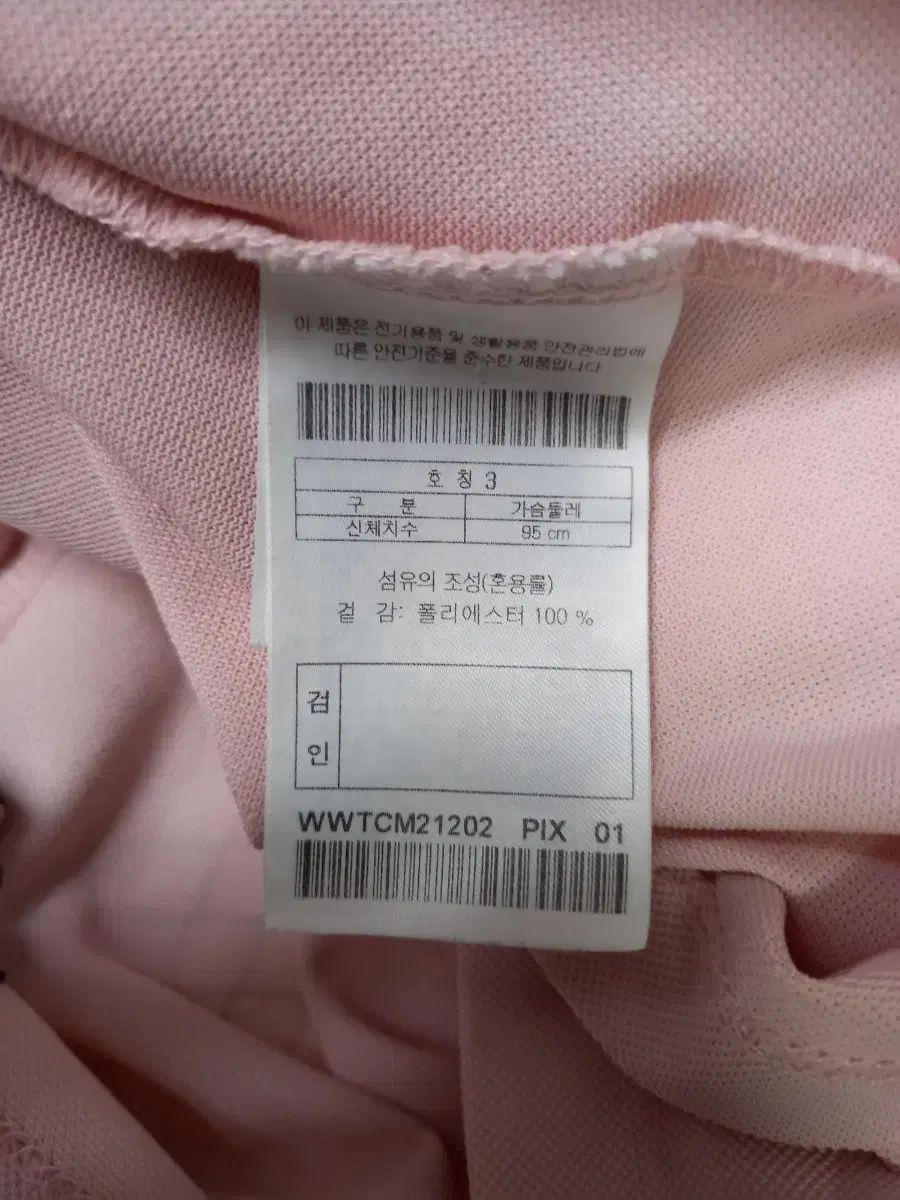 이 제품은 전기용품 및 생활용품 안전관리법에
따른 안전기준을 준수한 제품입니다
호 칭 3
구 분 가슴둘레
신체치수 95 cm
섬유의 조성(혼용률)
겉 감: 폴리에스터 100 %
검
인
WWTCM21202 PIX 01